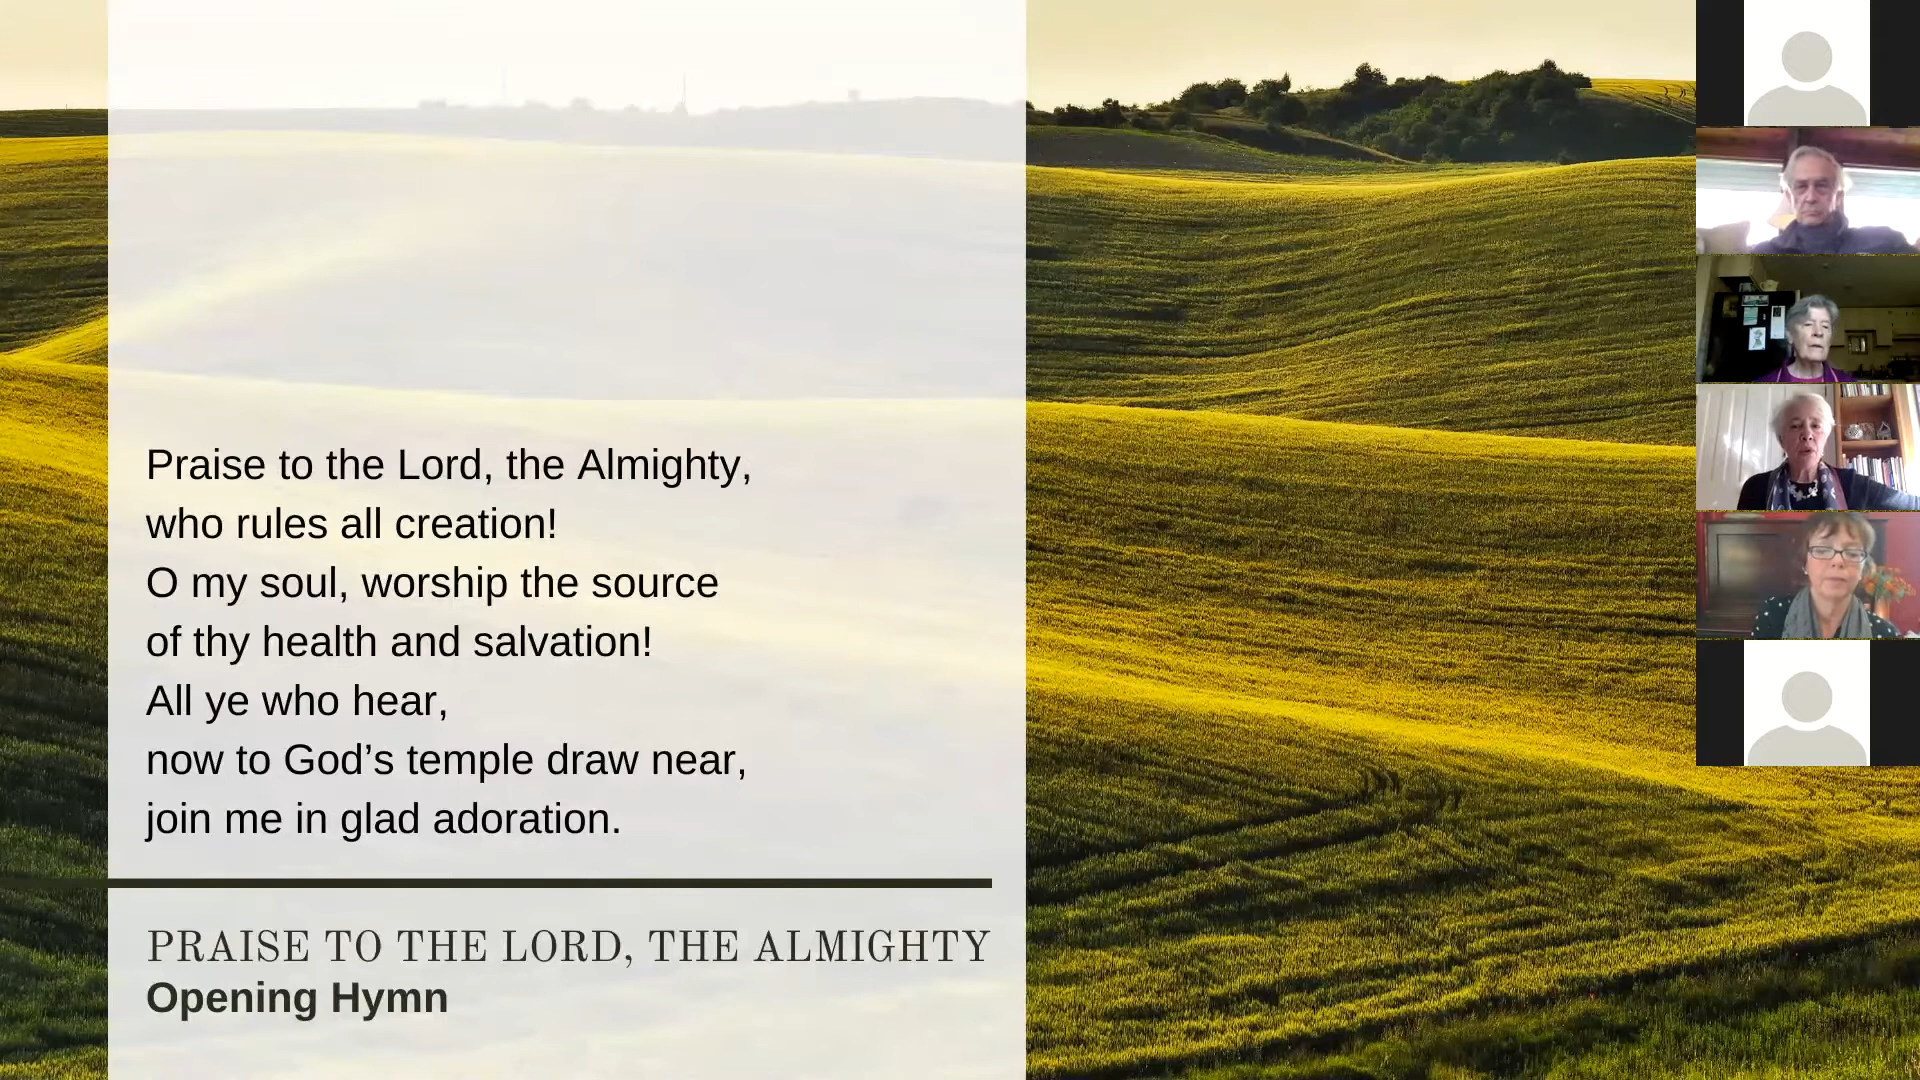 Praise to the Lord, the Almighty,
who rules all creation!
O my soul, worship the source
of thy health and salvation!
All ye who hear,
now to God’s temple draw near,
join me in glad adoration.
PRAISE TO THE LORD, THE ALMIGHTY
Opening Hymn